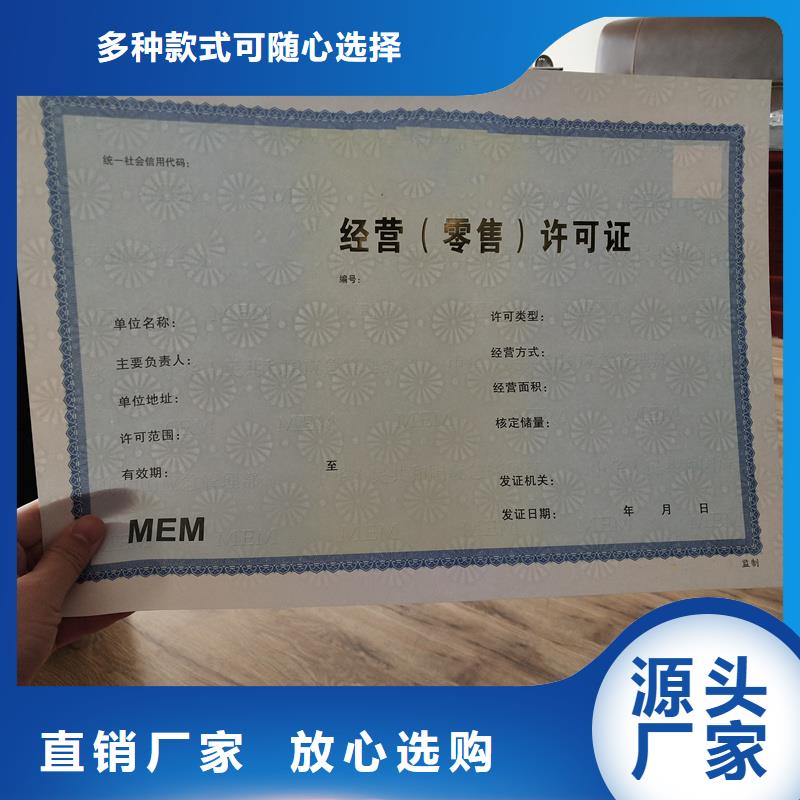 多种款式可随心选择
统一社会信用代码:
经营(零售)许可证
编号:
单位名称:
许可类型:
主要负责人:
经营方式:
单位地址:
经营面积:
许可范围:
核定储量:
有效期: 至
发证机关:
发证日期: 年 月 日
MEM
监制
源头
厂家
直销厂家 放心选购